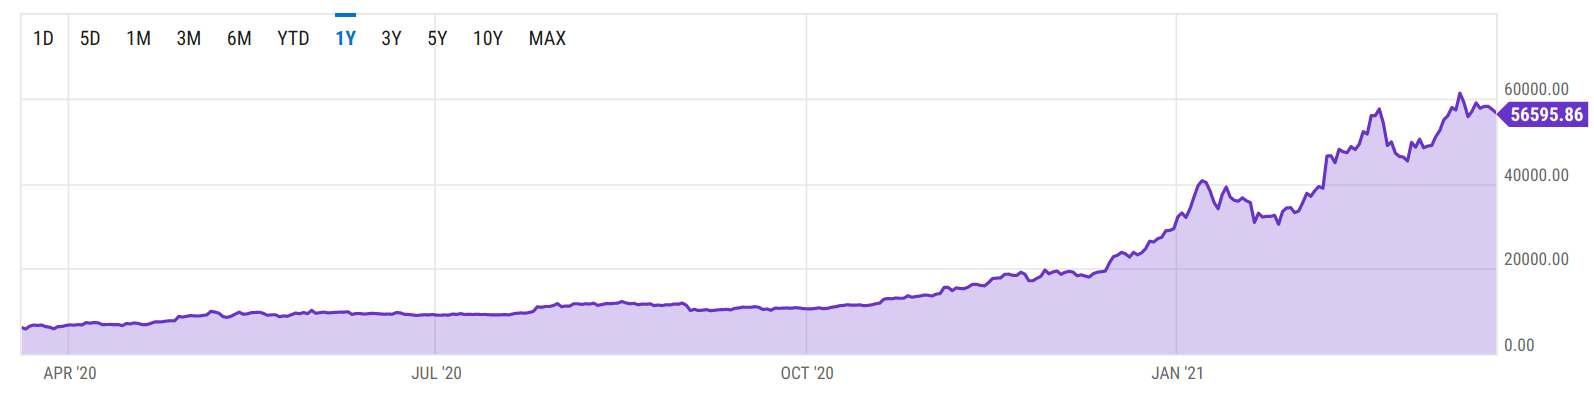 1D 5D 1M 3M 6M YTD 1Y 3Y 5Y 10Y MAX
60000.00
56595.86
40000.00
20000.00
0.00
APR '20 JUL '20 OCT '20 JAN '21